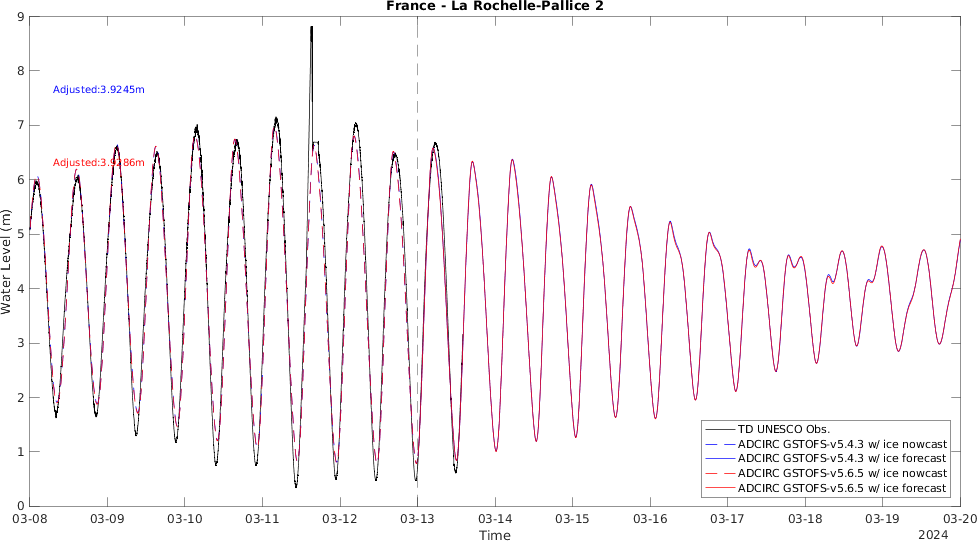 France - La Rochelle-Pallice 2
9
8
7
6
5
4
3
2
1
0
Water Level (m)
Adjusted:3.9245m
Adjusted:3.9286m
TD UNESCO Obs.
ADCIRC GSTOFS-v5.4.3 w/ ice nowcast
ADCIRC GSTOFS-v5.4.3 w/ ice forecast
ADCIRC GSTOFS-v5.6.5 w/ ice nowcast
ADCIRC GSTOFS-v5.6.5 w/ ice forecast
03-08 03-09 03-10 03-11 03-12 03-13 03-14 03-15 03-16 03-17 03-18 03-19 03-20
Time
2024